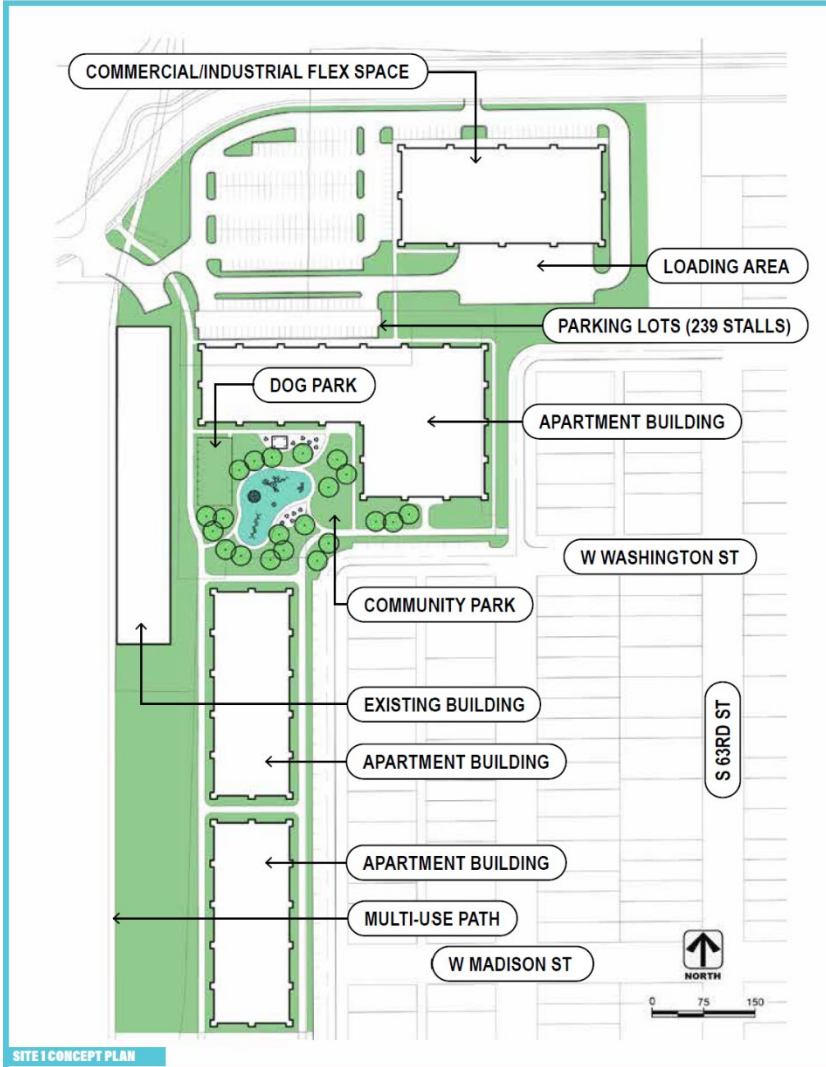 COMMERCIAL/INDUSTRIAL FLEX SPACE
LOADING AREA
PARKING LOTS (239 STALLS)
DOG PARK
APARTMENT BUILDING
W WASHINGTON ST
COMMUNITY PARK
EXISTING BUILDING
S 63RD ST
APARTMENT BUILDING
APARTMENT BUILDING
MULTI-USE PATH
W MADISON ST
NORTH
0 75 150
SITE I CONCEPT PLAN